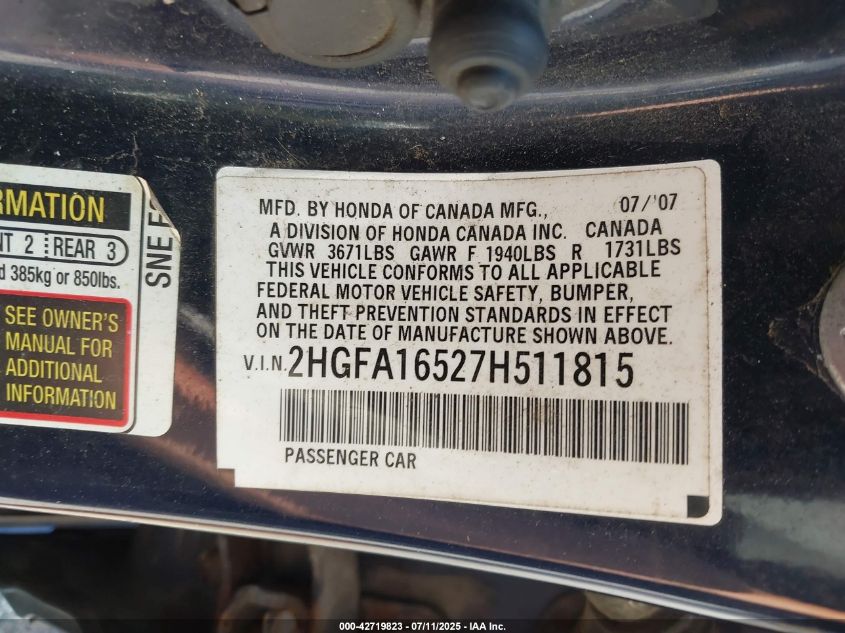 RMATION
NT 2 REAR 3
d 385kg or 850lbs.
SEE OWNER'S
MANUAL FOR
ADDITIONAL
INFORMATION
SNE
MFD. BY HONDA OF CANADA MFG., 07/'07
A DIVISION OF HONDA CANADA INC. CANADA
GVWR 3671LBS GAWR F 1940LBS R 1731LBS
THIS VEHICLE CONFORMS TO ALL APPLICABLE
FEDERAL MOTOR VEHICLE SAFETY, BUMPER,
AND THEFT PREVENTION STANDARDS IN EFFECT
ON THE DATE OF MANUFACTURE SHOWN ABOVE.
V.I.N. 2HGFA16527H511815
PASSENGER CAR
000-42719823 - 07/11/2025 - IAA Inc.